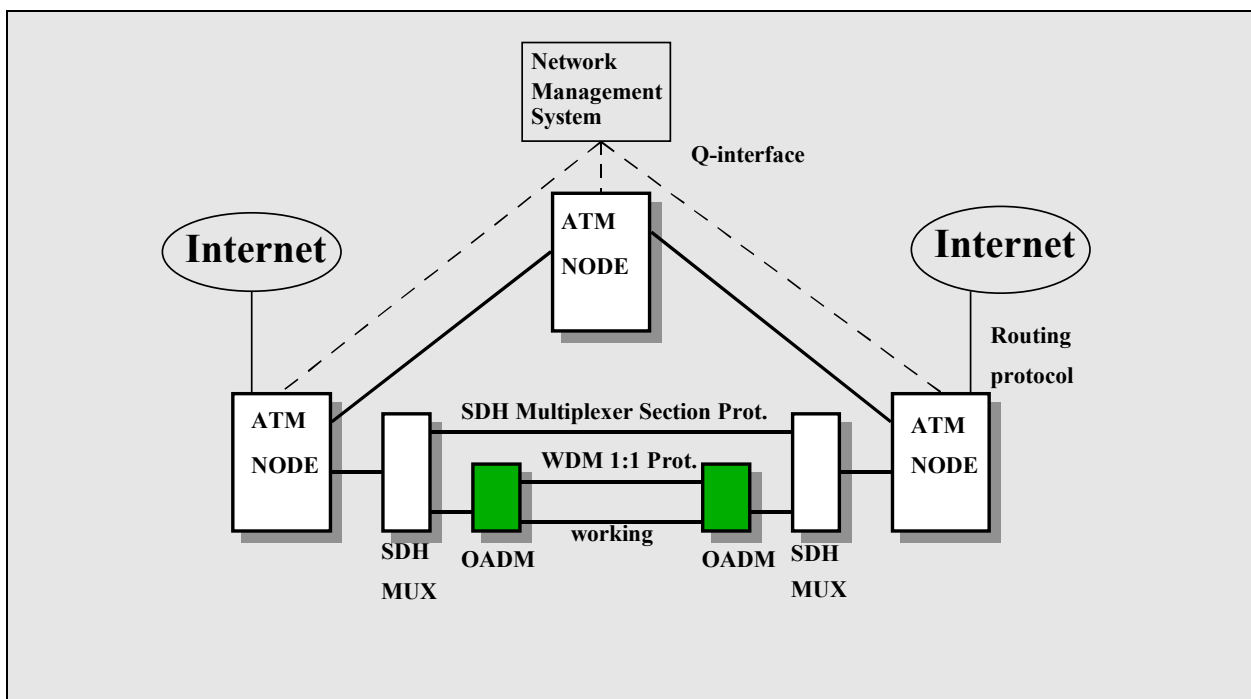 Network
Management
System
Q-interface
ATM
NODE
Internet
Internet
Routing
protocol
ATM
NODE
SDH Multiplexer Section Prot.
WDM 1:1 Prot.
working
ATM
NODE
SDH
MUX
OADM
OADM
SDH
MUX